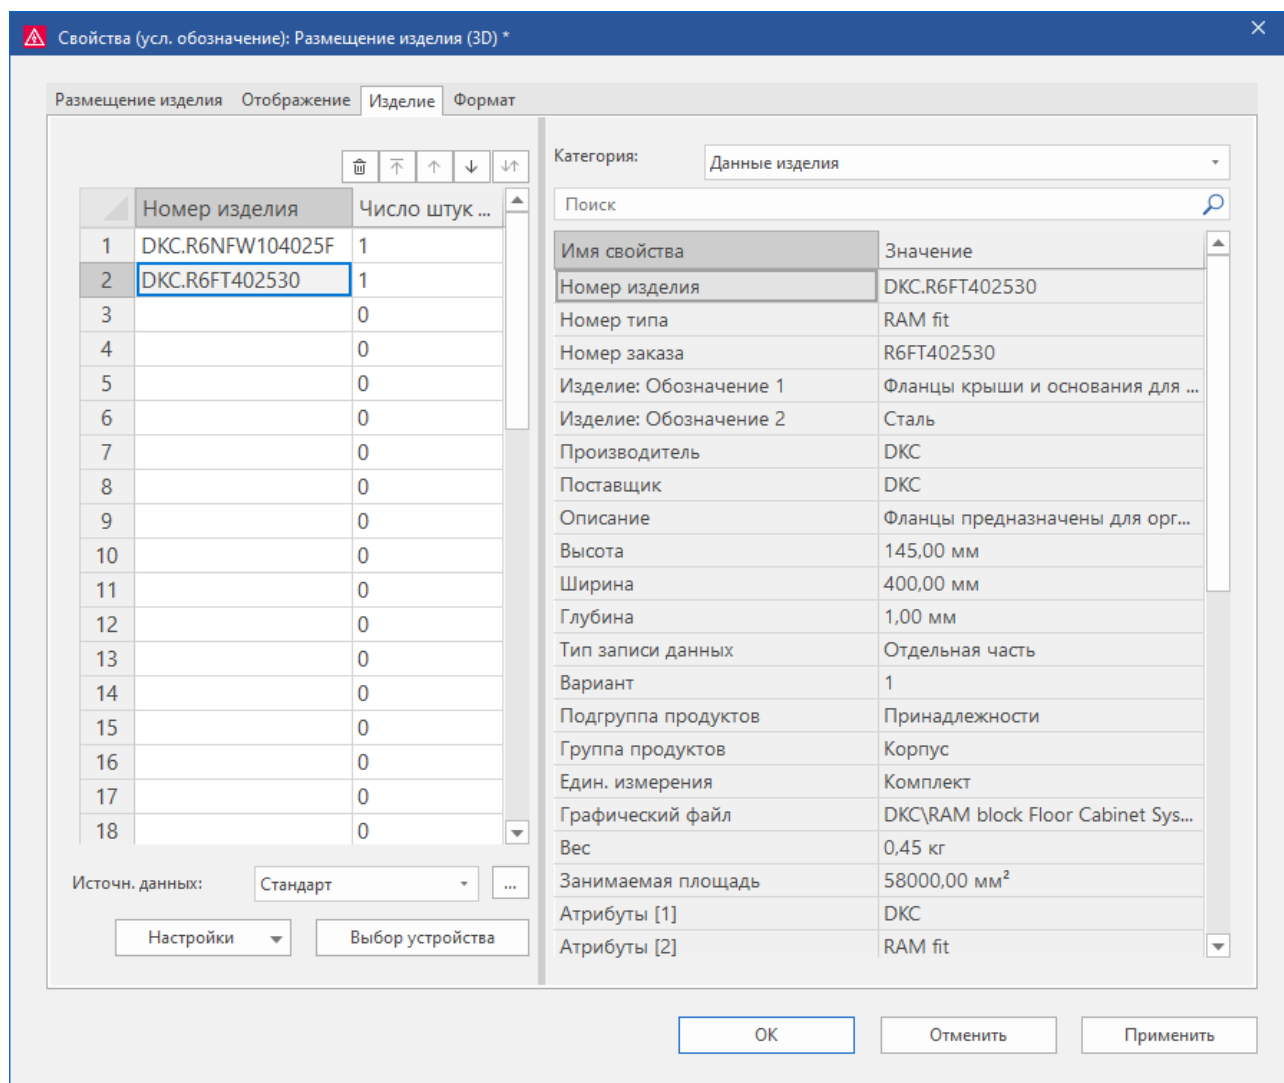 Свойства (усл. обозначение): Размещение изделия (3D) *
Размещение изделия Отображение Изделие Формат
Номер изделия Число штук ...
1 DKC.R6NFW104025F 1
2 DKC.R6FT402530 1
3 0
4 0
5 0
6 0
7 0
8 0
9 0
10 0
11 0
12 0
13 0
14 0
15 0
16 0
17 0
18 0
Источн. данных: Стандарт ...
Настройки Выбор устройства
Категория: Данные изделия
Поиск
Имя свойства Значение
Номер изделия DKC.R6FT402530
Номер типа RAM fit
Номер заказа R6FT402530
Изделие: Обозначение 1 Фланцы крыши и основания для ...
Изделие: Обозначение 2 Сталь
Производитель DKC
Поставщик DKC
Описание Фланцы предназначены для орг...
Высота 145,00 мм
Ширина 400,00 мм
Глубина 1,00 мм
Тип записи данных Отдельная часть
Вариант 1
Подгруппа продуктов Принадлежности
Группа продуктов Корпус
Един. измерения Комплект
Графический файл DKC\RAM block Floor Cabinet Sys...
Вес 0,45 кг
Занимаемая площадь 58000,00 мм²
Атрибуты [1] DKC
Атрибуты [2] RAM fit
OK Отменить Применить